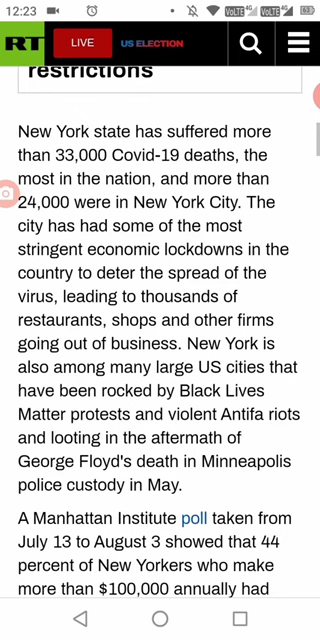 12:23
RT LIVE US ELECTION
restrictions
New York state has suffered more
than 33,000 Covid-19 deaths, the
most in the nation, and more than
24,000 were in New York City. The
city has had some of the most
stringent economic lockdowns in the
country to deter the spread of the
virus, leading to thousands of
restaurants, shops and other firms
going out of business. New York is
also among many large US cities that
have been rocked by Black Lives
Matter protests and violent Antifa riots
and looting in the aftermath of
George Floyd's death in Minneapolis
police custody in May.
A Manhattan Institute poll taken from
July 13 to August 3 showed that 44
percent of New Yorkers who make
more than $100,000 annually had